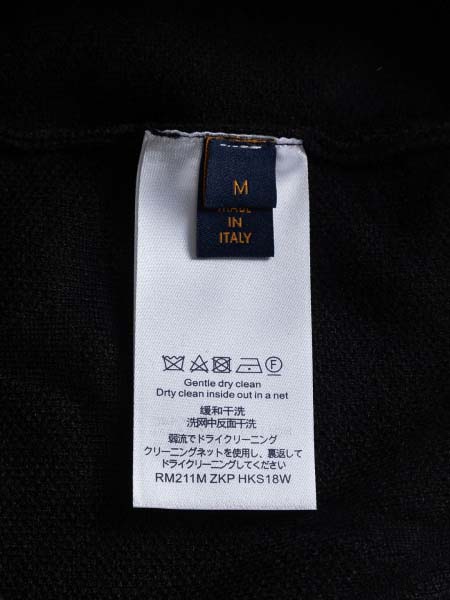 M
MADE
IN
ITALY
F
Gentle dry clean
Drty clean inside out in a net
缓和干洗
洗网中反面干洗
弱流でドライクリーニング
クリーニングネットを使用し、裏返して
ドライクリーニングしてください
RM211M ZKP HKS18W